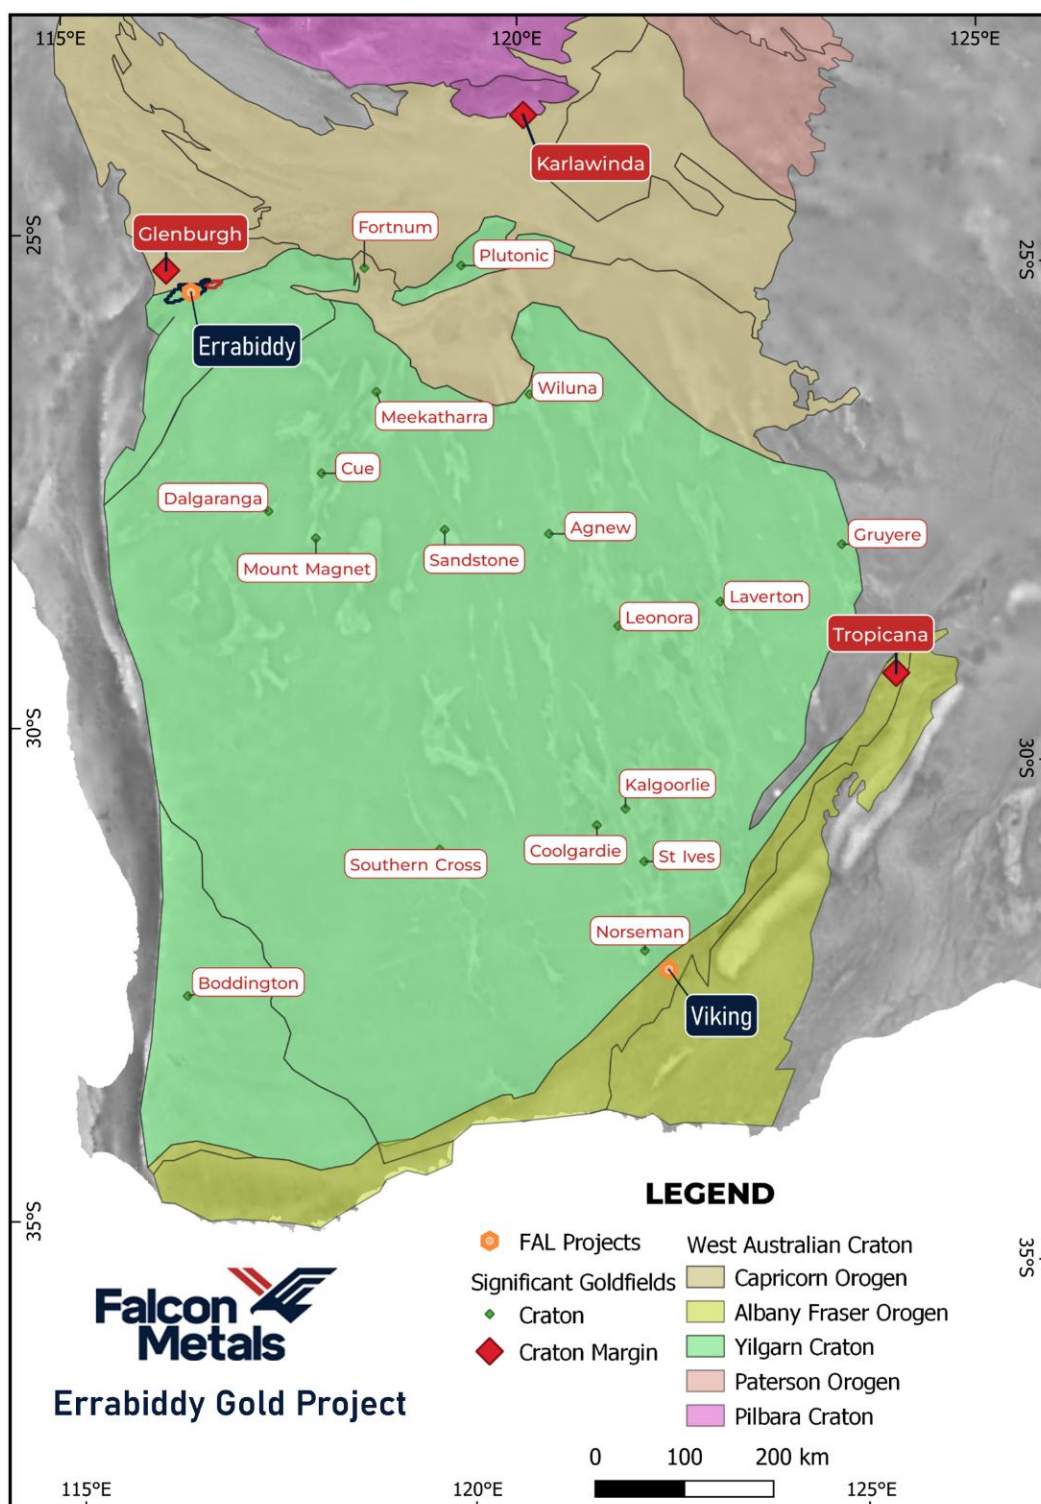 115°E
120°E
125°E
Karlawinda
Fortnum
Glenburgh
25°S
Plutonic
25°S
Errabiddy
Wiluna
Meekatharra
Cue
Dalgaranga
Agnew
Gruyere
Sandstone
Mount Magnet
Laverton
Leonora
Tropicana
30°S
30°S
Kalgoorlie
Coolgardie
St Ives
Southern Cross
Norseman
Boddington
Viking
LEGEND
35°S
FAL Projects
Significant Goldfields
Craton
Craton Margin
West Australian Craton
Capricorn Orogen
Albany Fraser Orogen
Yilgarn Craton
Paterson Orogen
Pilbara Craton
35°S
Falcon
Metals
Errabiddy Gold Project
0 100 200 km
115°E
120°E
125°E